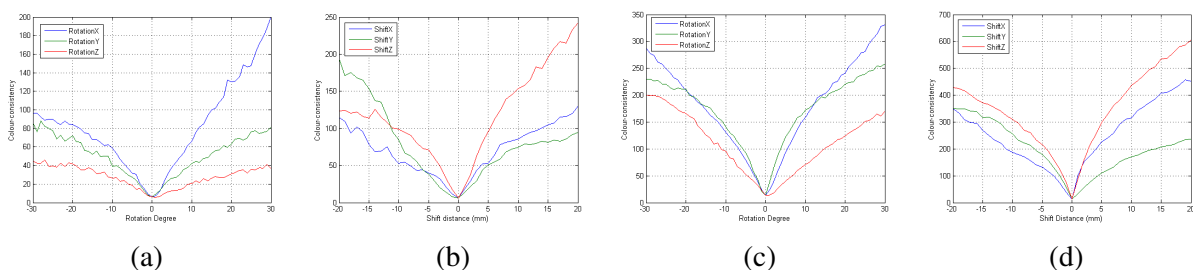 Colour-consistency
200
180
160
140
120
100
80
60
40
20
0
RotationX
RotationY
RotationZ
-30 -20 -10 0 10 20 30
Rotation Degree
(a)
Colour-consistency
250
200
150
100
50
0
ShiftX
ShiftY
ShiftZ
-20 -15 -10 -5 0 5 10 15 20
Shift distance (mm)
(b)
Colour-consistency
350
300
250
200
150
100
50
0
RotationX
RotationY
RotationZ
-30 -20 -10 0 10 20 30
Rotation Degree
(c)
Colour-consistency
700
600
500
400
300
200
100
0
ShiftX
ShiftY
ShiftZ
-20 -15 -10 -5 0 5 10 15 20
Shift Distance (mm)
(d)